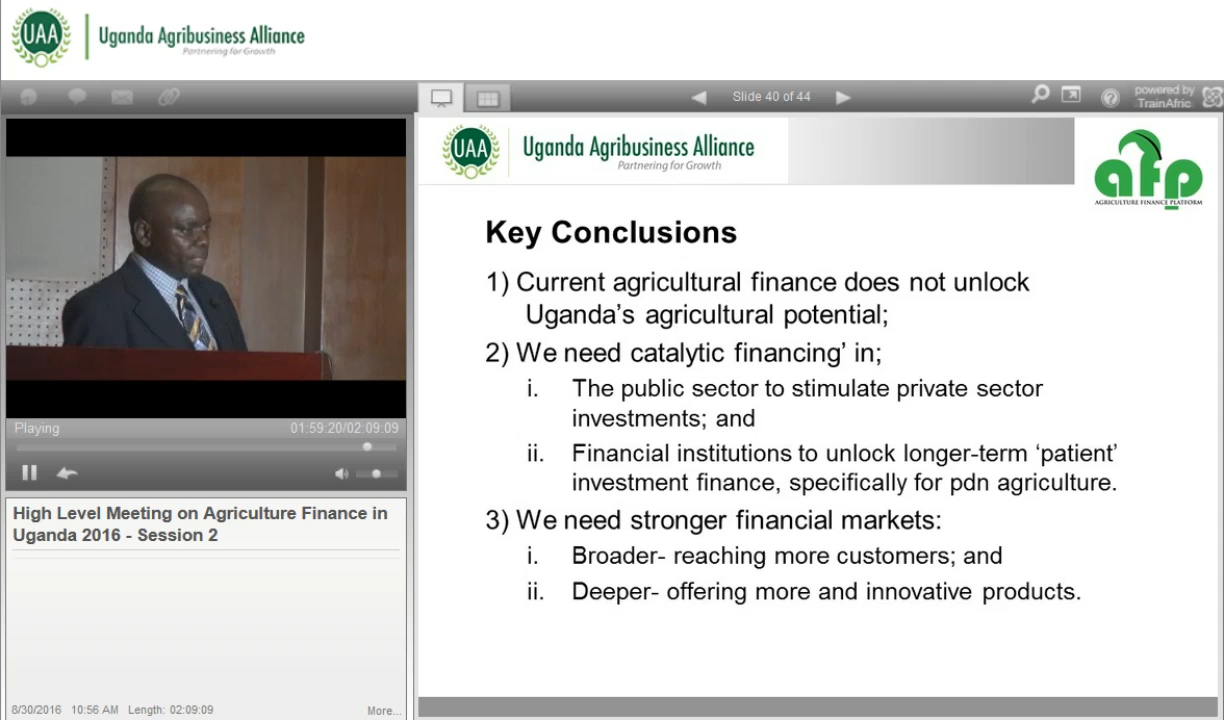 UAA
Uganda Agribusiness Alliance
Partnering for Growth
Slide 40 of 44
powered by
TrainAfric
UAA
Uganda Agribusiness Alliance
Partnering for Growth
afp
AGRICULTURE FINANCE PLATFORM
Key Conclusions
1) Current agricultural finance does not unlock
Uganda’s agricultural potential;
2) We need catalytic financing’ in;
i. The public sector to stimulate private sector
investments; and
ii. Financial institutions to unlock longer-term ‘patient’
investment finance, specifically for pdn agriculture.
3) We need stronger financial markets:
i. Broader- reaching more customers; and
ii. Deeper- offering more and innovative products.
Playing 01:59:20/02:09:09
High Level Meeting on Agriculture Finance in
Uganda 2016 - Session 2
8/30/2016 10:56 AM Length: 02:09:09 More...